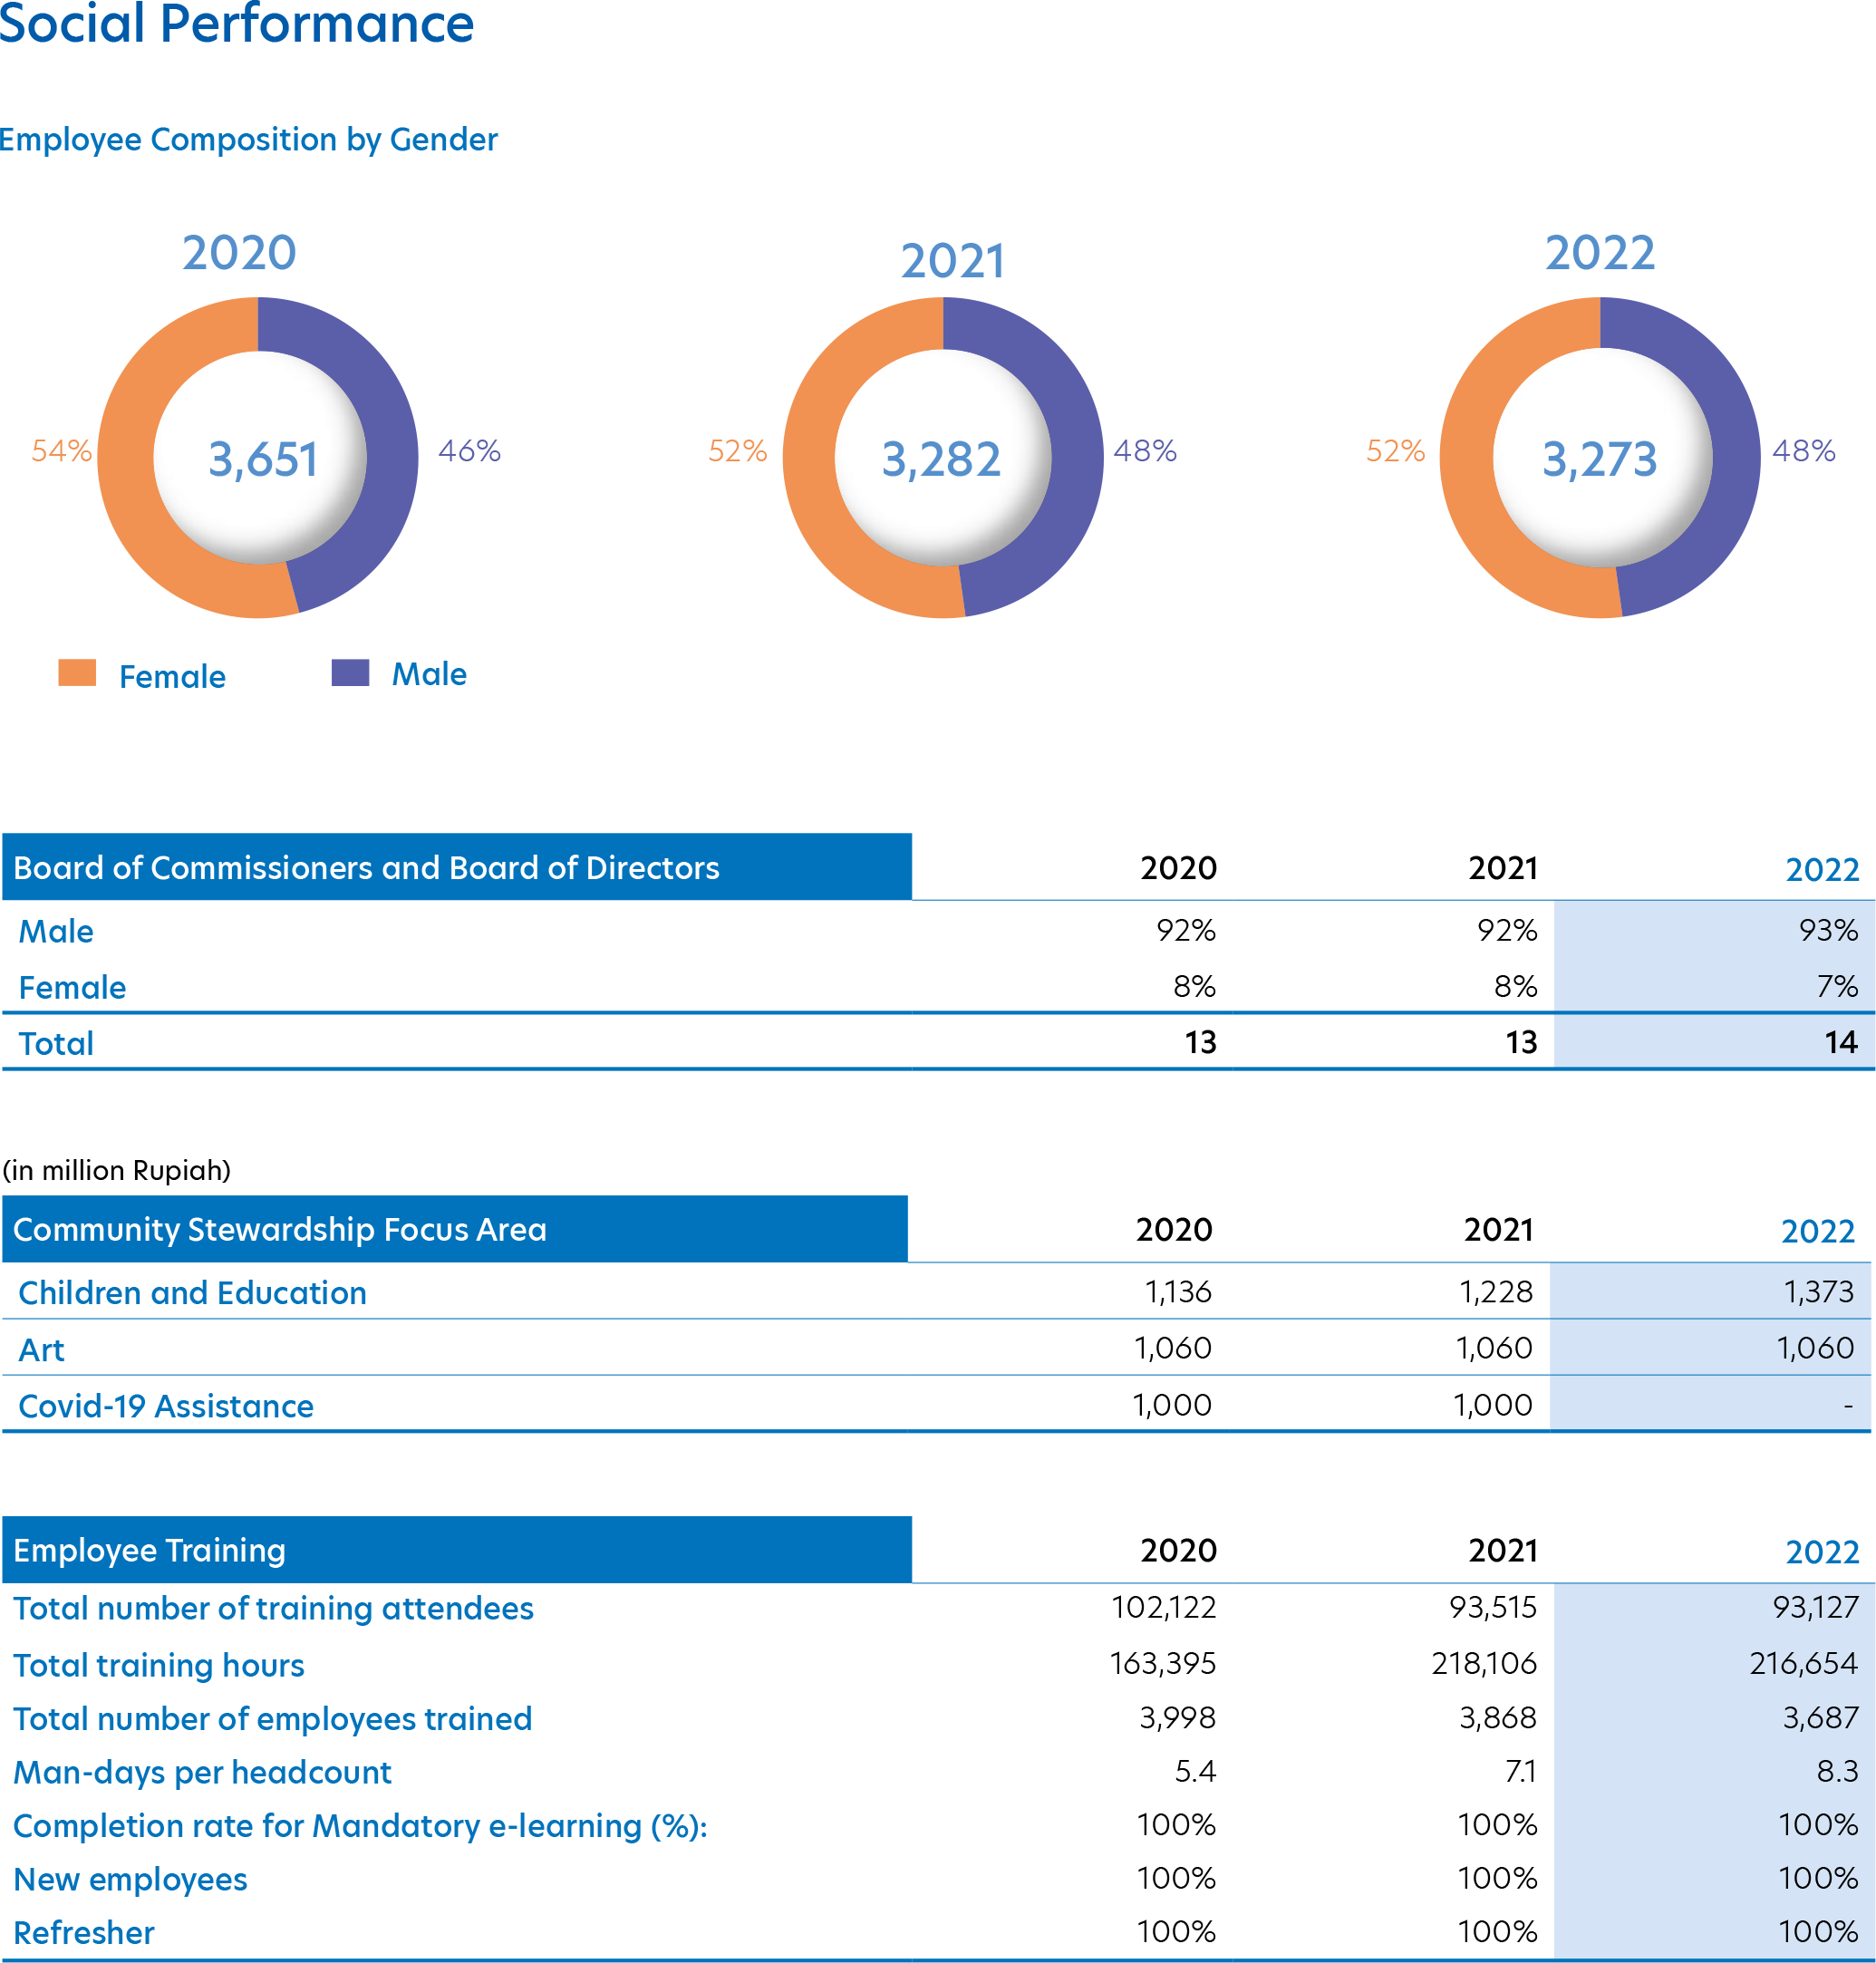 Social Performance
Employee Composition by Gender
2020 2021 2022
54% 3,651 46% 52% 3,282 48% 52% 3,273 48%
Female Male
Board of Commissioners and Board of Directors 2020 2021 2022
Male 92% 92% 93%
Female 8% 8% 7%
Total 13 13 14
(in million Rupiah)
Community Stewardship Focus Area 2020 2021 2022
Children and Education 1,136 1,228 1,373
Art 1,060 1,060 1,060
Covid-19 Assistance 1,000 1,000 -
Employee Training 2020 2021 2022
Total number of training attendees 102,122 93,515 93,127
Total training hours 163,395 218,106 216,654
Total number of employees trained 3,998 3,868 3,687
Man-days per headcount 5.4 7.1 8.3
Completion rate for Mandatory e-learning (%): 100% 100% 100%
New employees 100% 100% 100%
Refresher 100% 100% 100%